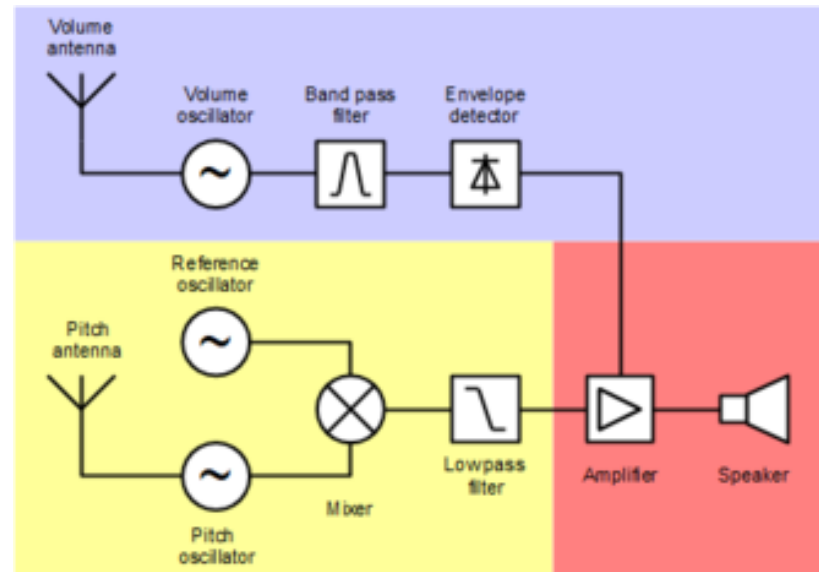 Volume
antenna
Volume
oscillator
Band pass
filter
Envelope
detector
Reference
oscillator
Pitch
antenna
Pitch
oscillator
Mixer
Lowpass
filter
Amplifier
Speaker